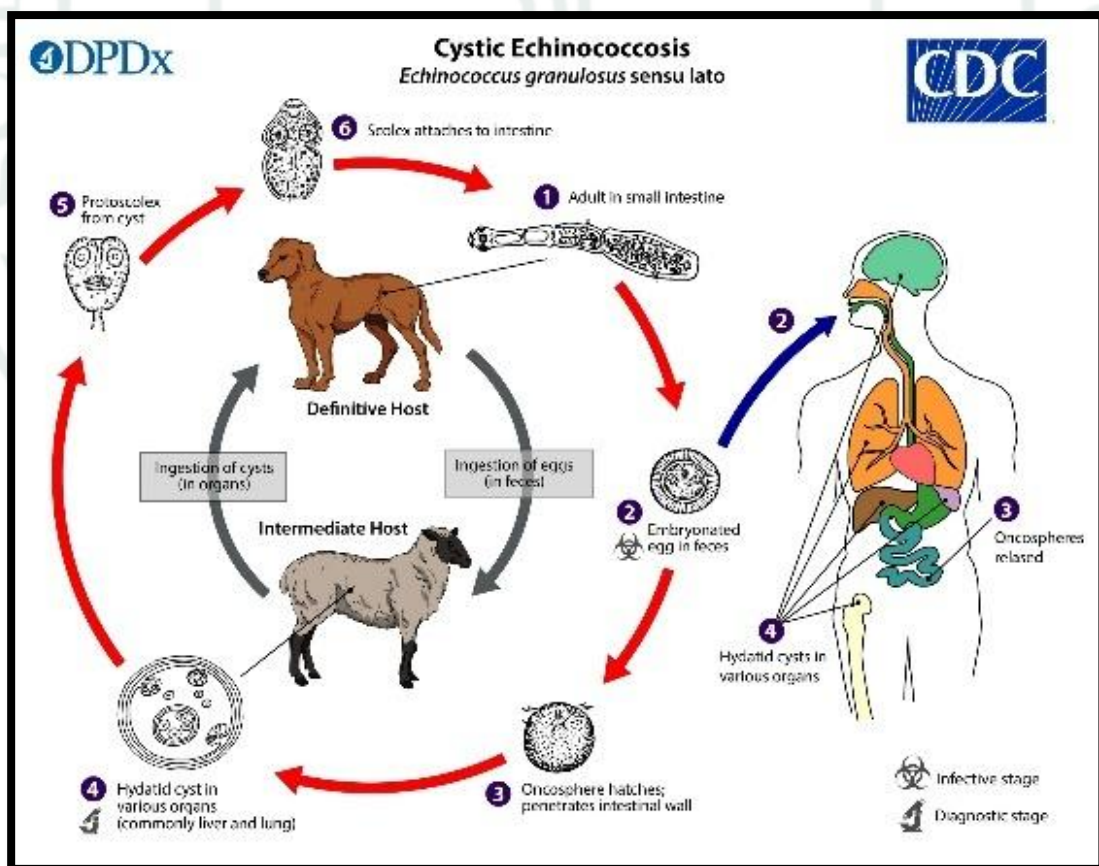 DPDx
Cystic Echinococcosis
Echinococcus granulosus sensu lato
CDC
6 Scolex attaches to intestine
1 Adult in small intestine
5 Protoscolex
from cyst
2
Definitive Host
Ingestion of cysts
(in organs)
Ingestion of eggs
(in feces)
Intermediate Host
2 Embryonated
egg in feces
3
Oncospheres
relased
4
Hydatid cysts in
various organs
4 Hydatid cyst in
various organs
(commonly liver and lung)
3 Oncosphere hatches;
penetrates intestinal wall
Infective stage
Diagnostic stage